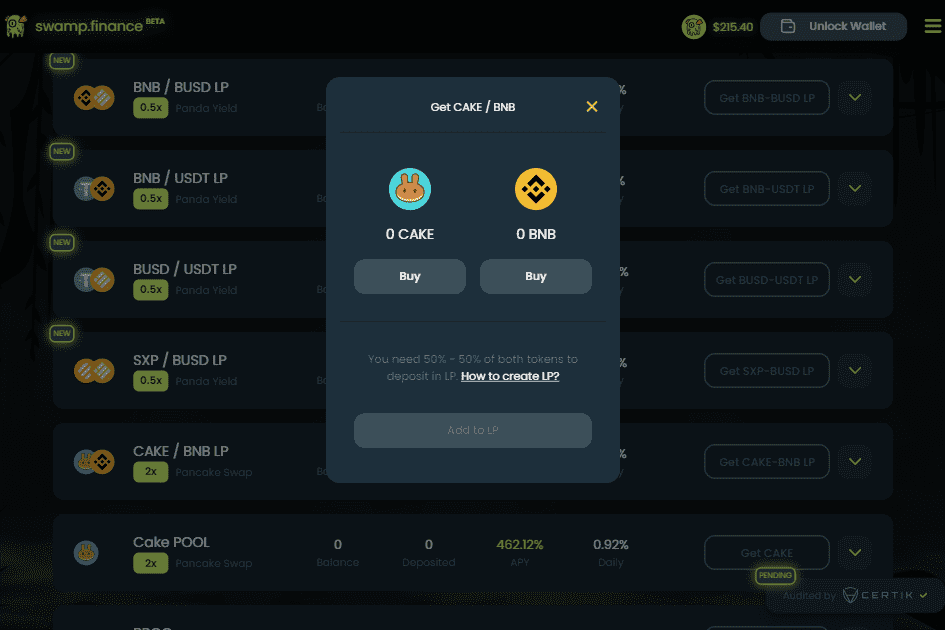 swamp.finance BETA
$215.40
Unlock Wallet
NEW
BNB / BUSD LP
0.5x Panda Yield
Get BNB-BUSD LP
NEW
BNB / USDT LP
0.5x Panda Yield
Get BNB-USDT LP
NEW
BUSD / USDT LP
0.5x Panda Yield
Get BUSD-USDT LP
NEW
SXP / BUSD LP
0.5x Panda Yield
Get SXP-BUSD LP
CAKE / BNB LP
2x Pancake Swap
Get CAKE-BNB LP
Get CAKE / BNB
0 CAKE 0 BNB
Buy Buy
You need 50% - 50% of both tokens to
deposit in LP. How to create LP?
Add to LP
Cake POOL
2x Pancake Swap
0 0 462.12% 0.92%
Balance Deposited APY Daily
Get CAKE
PENDING
Audited by CERTIK